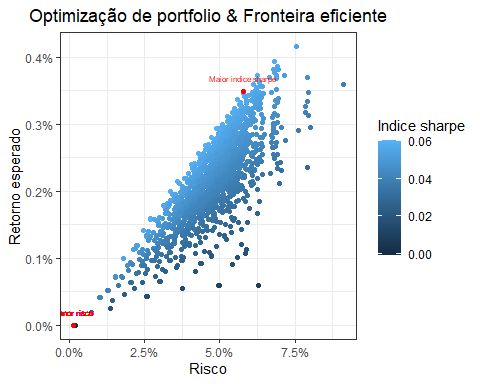 Optimização de portfolio & Fronteira eficiente
Maior indice sharpe
Indice sharpe
0.06
0.04
0.02
0.00
Retorno esperado
0.4%
0.3%
0.2%
0.1%
0.0%
0.0%
2.5%
5.0%
7.5%
Risco